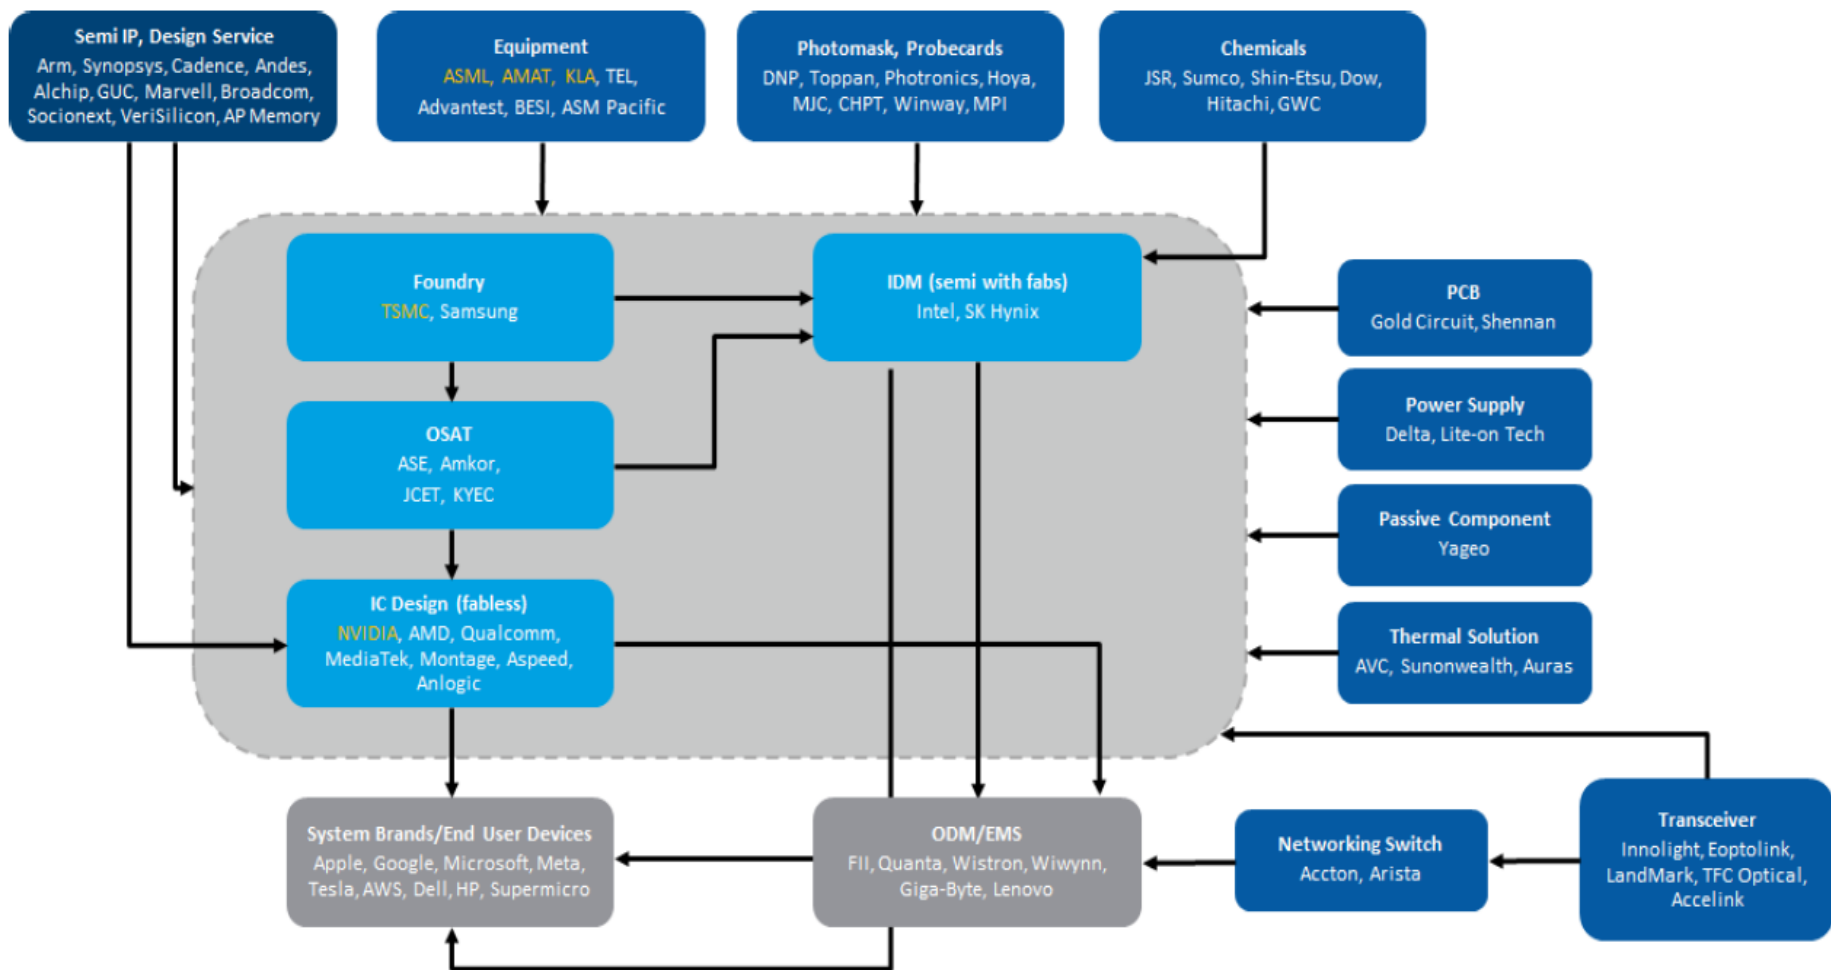 Semi IP, Design Service
Arm, Synopsys, Cadence, Andes,
Alchip, GUC, Marvell, Broadcom,
Socionext, VeriSilicon, AP Memory
Equipment
ASML, AMAT, KLA, TEL,
Advantest, BESI, ASM Pacific
Photomask, Probecards
DNP, Toppan, Photronics, Hoya,
MJC, CHPT, Winway, MPI
Chemicals
JSR, Sumco, Shin-Etsu, Dow,
Hitachi, GWC
Foundry
TSMC, Samsung
IDM (semi with fabs)
Intel, SK Hynix
PCB
Gold Circuit, Shennan
OSAT
ASE, Amkor,
JCET, KYEC
Power Supply
Delta, Lite-on Tech
Passive Component
Yageo
IC Design (fabless)
NVIDIA, AMD, Qualcomm,
MediaTek, Montage, Aspeed,
Anlogic
Thermal Solution
AVC, Sunonwealth, Auras
System Brands/End User Devices
Apple, Google, Microsoft, Meta,
Tesla, AWS, Dell, HP, Supermicro
ODM/EMS
FII, Quanta, Wistron, Wiwynn,
Giga-Byte, Lenovo
Networking Switch
Accton, Arista
Transceiver
Innolight, Eoptolink,
LandMark, TFC Optical,
Accelink